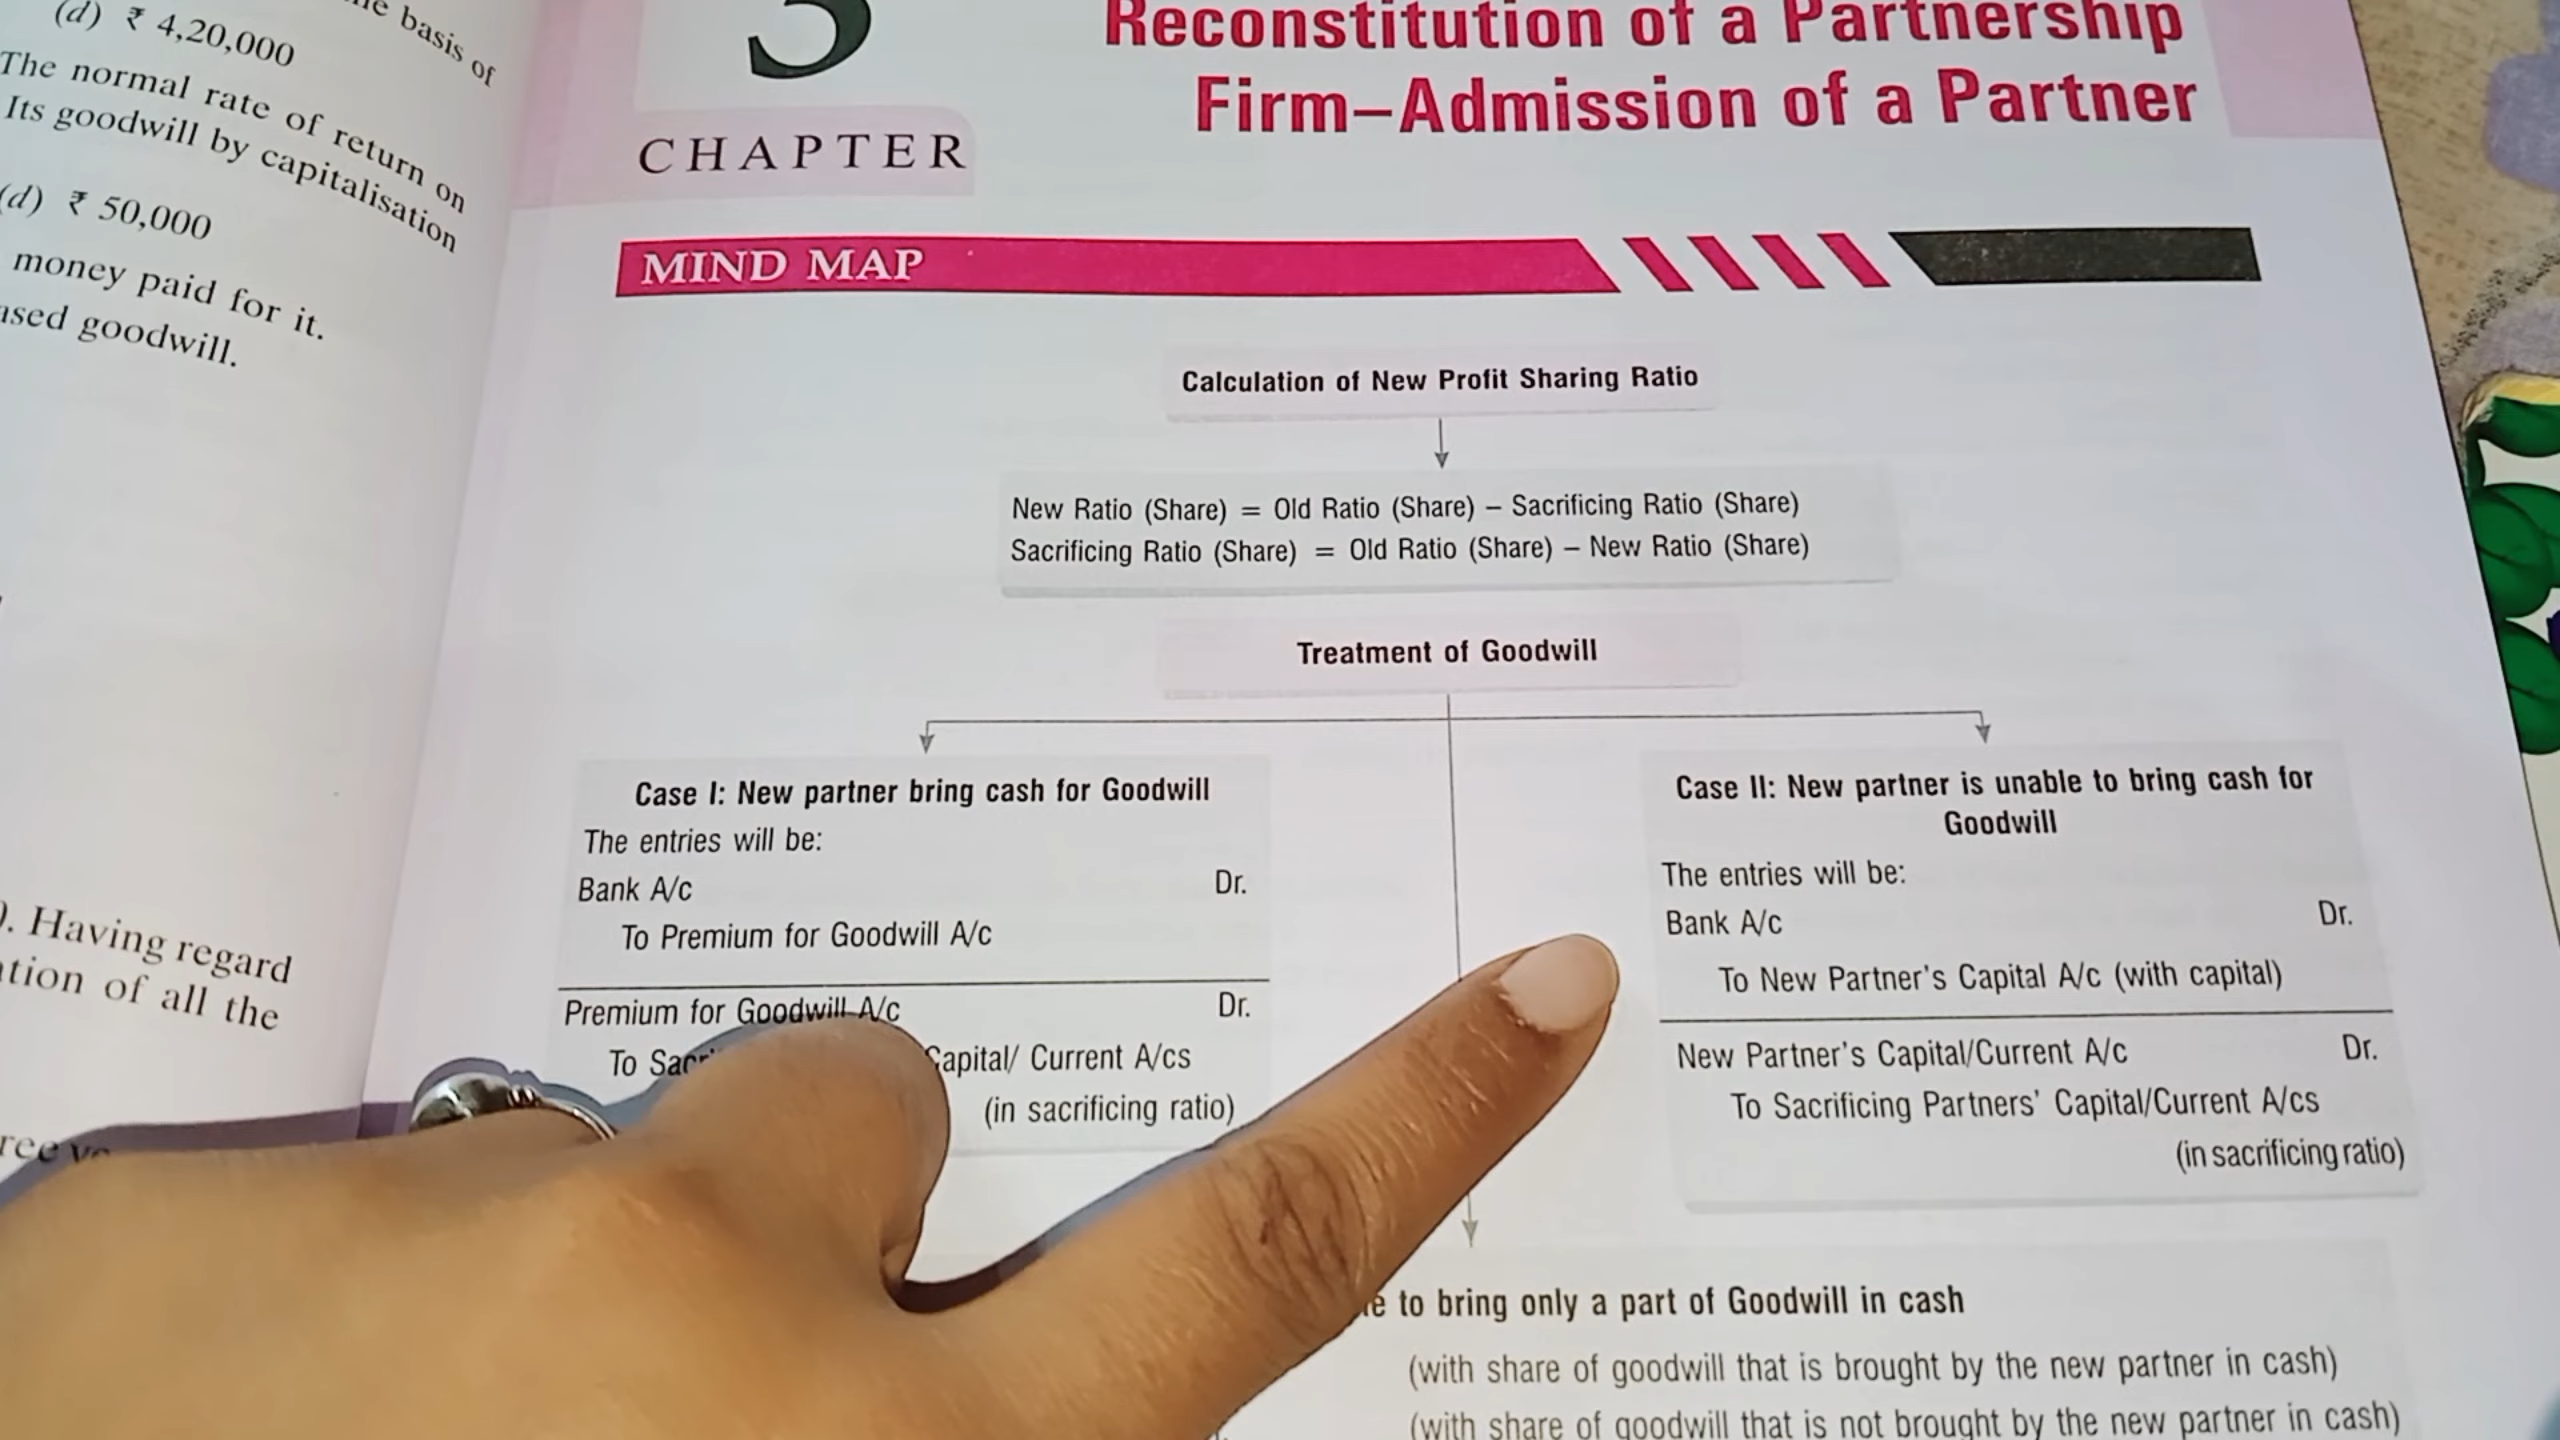 basis of
(d) ₹ 4,20,000
The normal rate of return on
Its goodwill by capitalisation
(d) ₹ 50,000
money paid for it.
goodwill.
Having regard
of all the
CHAPTER
Reconstitution of a Partnership
Firm–Admission of a Partner
MIND MAP
Calculation of New Profit Sharing Ratio
New Ratio (Share) = Old Ratio (Share) – Sacrificing Ratio (Share)
Sacrificing Ratio (Share) = Old Ratio (Share) – New Ratio (Share)
Treatment of Goodwill
Case I: New partner bring cash for Goodwill
The entries will be:
Bank A/c Dr.
To Premium for Goodwill A/c
Premium for Goodwill A/c Dr.
To Capital/ Current A/cs
(in sacrificing ratio)
Case II: New partner is unable to bring cash for
Goodwill
The entries will be:
Bank A/c Dr.
To New Partner's Capital A/c (with capital)
New Partner's Capital/Current A/c Dr.
To Sacrificing Partners' Capital/Current A/cs
(in sacrificing ratio)
to bring only a part of Goodwill in cash
(with share of goodwill that is brought by the new partner in cash)
(with share of goodwill that is not brought by the new partner in cash)